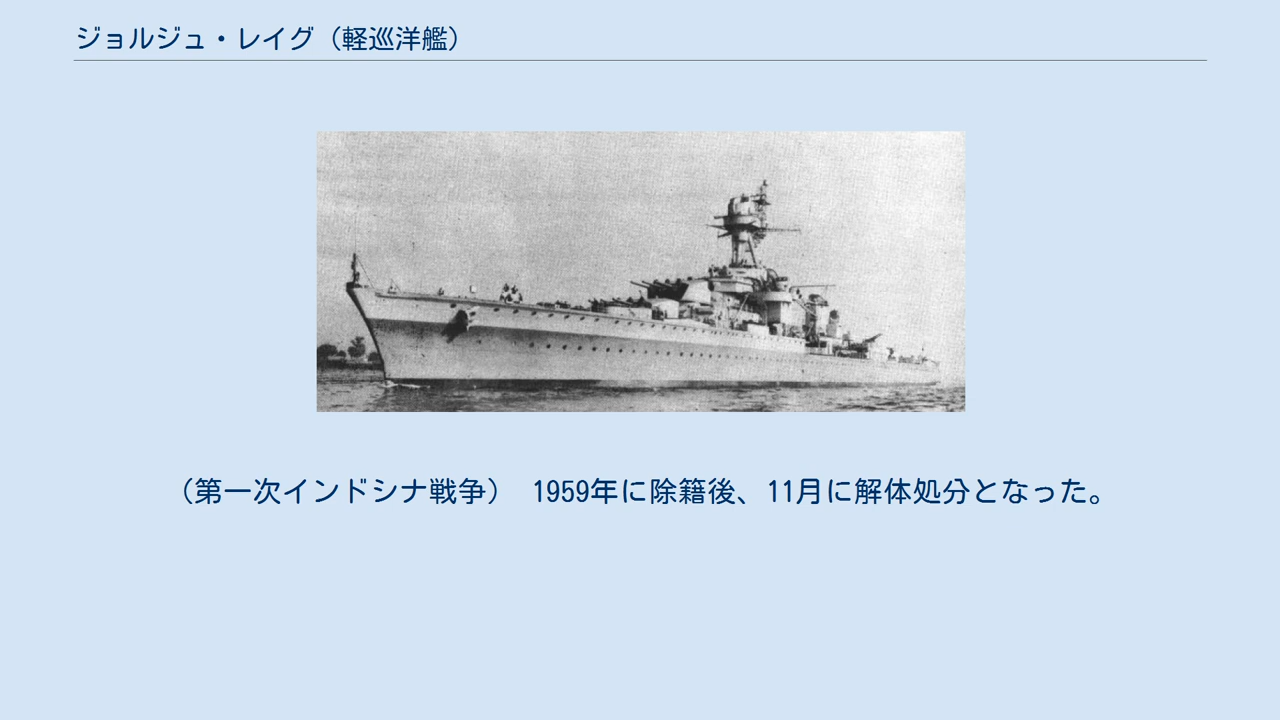 ジョルジュ・レイグ（軽巡洋艦）
（第一次インドシナ戦争）　1959年に除籍後、11月に解体処分となった。